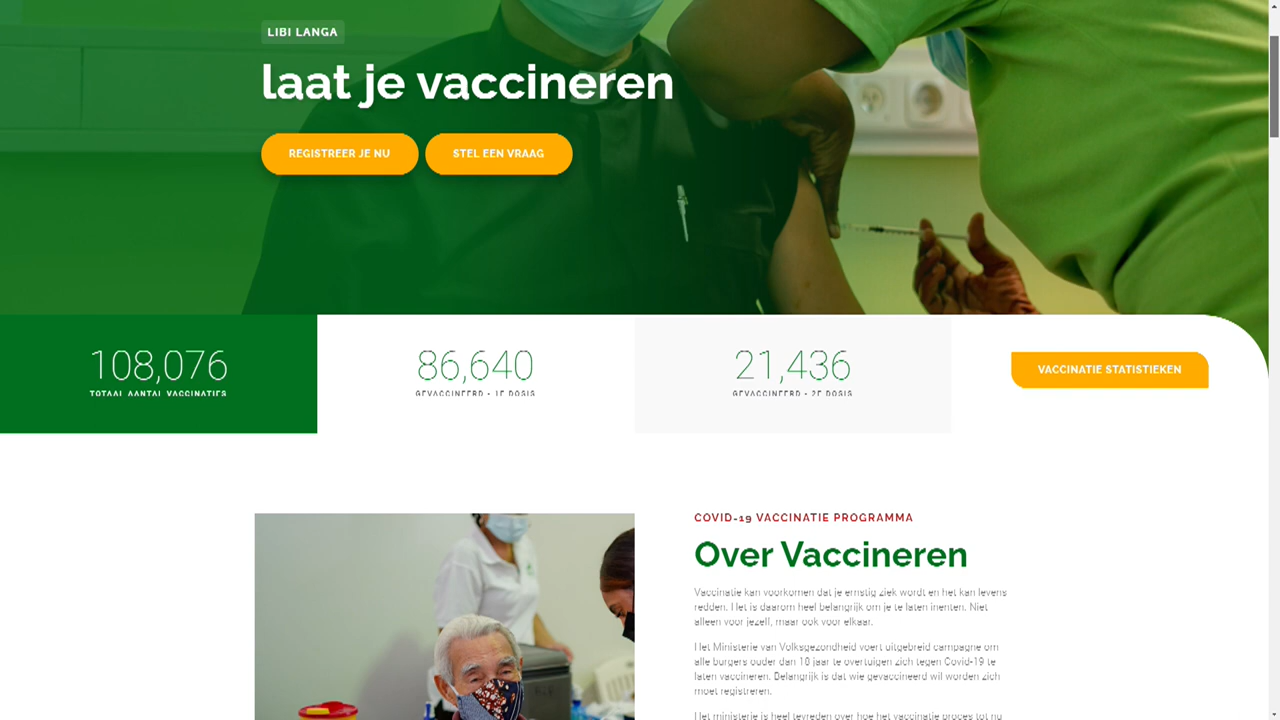 LIBI LANGA
laat je vaccineren
REGISTREER JE NU
STEL EEN VRAAG
108,076
TOTAAL AANTAL VACCINATIES
86,640
GEVACCINEERD - 1E DOSIS
21,436
GEVACCINEERD - 2E DOSIS
VACCINATIE STATISTIEKEN
COVID-19 VACCINATIE PROGRAMMA
Over Vaccineren
Vaccinatie kan voorkomen dat je ernstig ziek wordt en het kan levens
redden. Het is daarom heel belangrijk om je te laten inenten. Niet
alleen voor jezelf, maar ook voor elkaar.
Het Ministerie van Volksgezondheid voert uitgebreid campagne om
alle burgers ouder dan jaar te overtuigen zich tegen Covid-19 te
laten vaccineren. Belangrijk is dat wie gevaccineerd wil worden zich
moet registreren.
Het ministerie is heel tevreden over hoe het vaccinatie proces tot nu